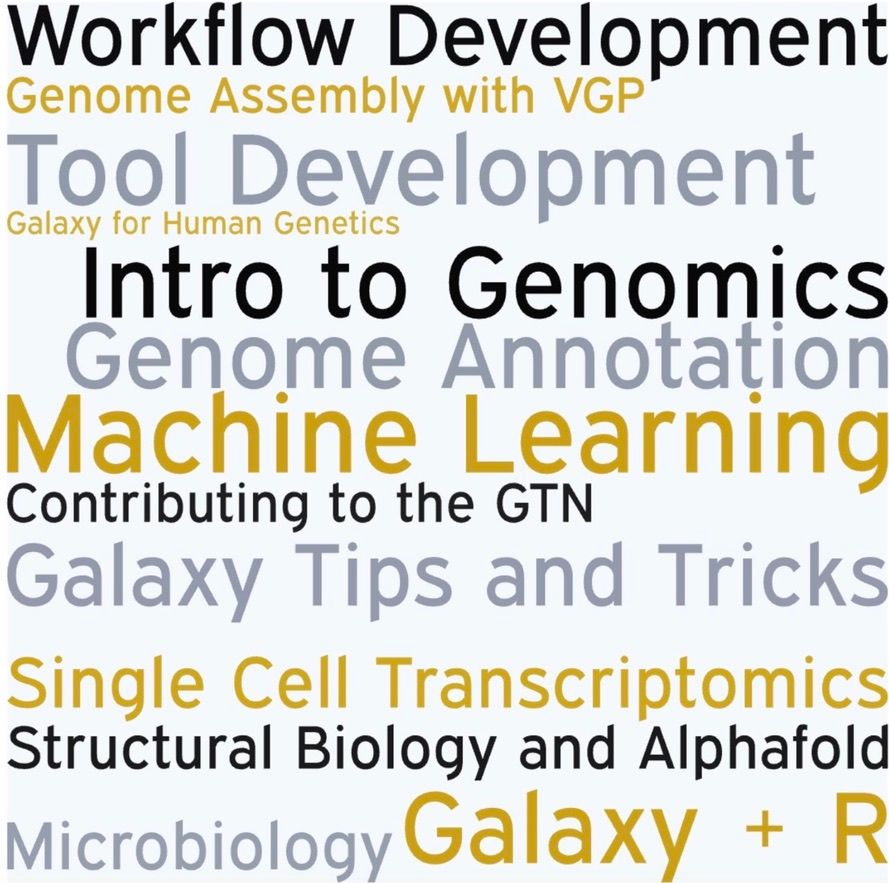 Workflow Development
Genome Assembly with VGP
Tool Development
Galaxy for Human Genetics
Intro to Genomics
Genome Annotation
Machine Learning
Contributing to the GTN
Galaxy Tips and Tricks
Single Cell Transcriptomics
Structural Biology and Alphafold
Microbiology
Galaxy + R